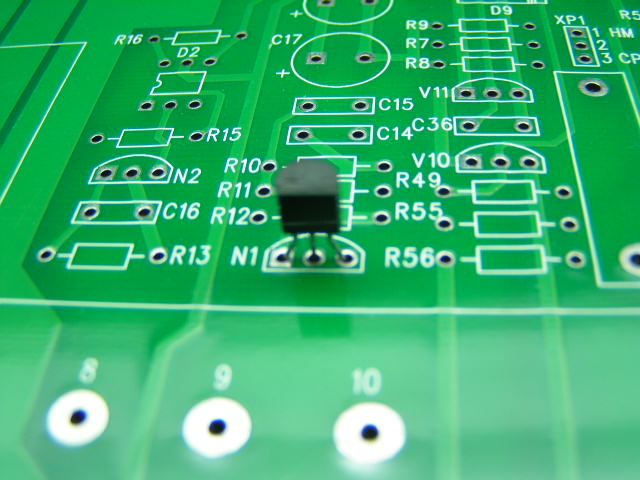 D9
R16
D2
C17
+
+
R9
R7
R8
XP1
1 HM
2
3 CP
V11
C15
C14
C36
R15
N2
R10
V10
R11
R49
C16
R12
R55
R13
N1
R56
8
9
10